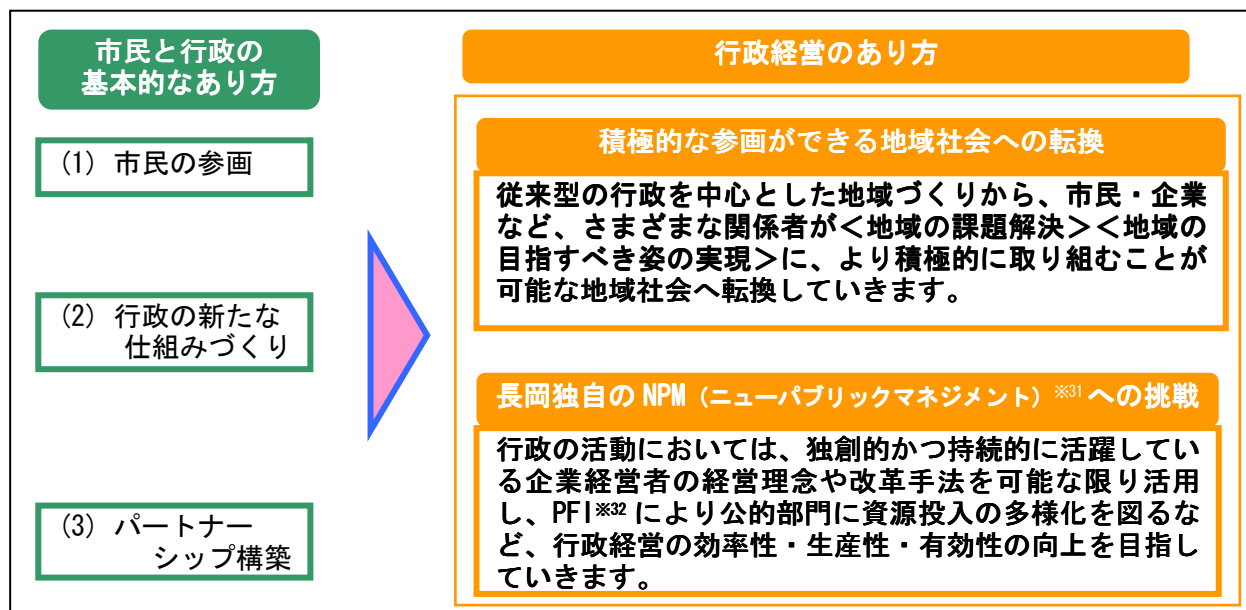 市民と行政の
基本的なあり方
(1) 市民の参画
(2) 行政の新たな
仕組みづくり
(3) パートナー
シップ構築
行政経営のあり方
積極的な参画ができる地域社会への転換
従来型の行政を中心とした地域づくりから、市民・企業
など、さまざまな関係者が＜地域の課題解決＞＜地域の
目指すべき姿の実現＞に、より積極的に取り組むことが
可能な地域社会へ転換していきます。
長岡独自の NPM（ニューパブリックマネジメント）※31 への挑戦
行政の活動においては、独創的かつ持続的に活躍してい
る企業経営者の経営理念や改革手法を可能な限り活用
し、PFI※32 により公的部門に資源投入の多様化を図るな
ど、行政経営の効率性・生産性・有効性の向上を目指し
ていきます。